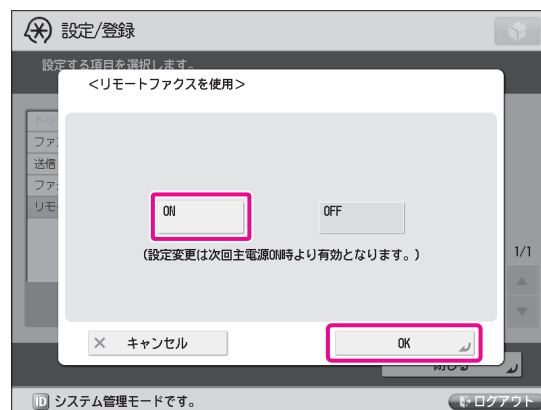 設定/登録
設定する項目を選択します。
<リモートファクスを使用>
トッ
ファ
送信
ファ
リモ
ON
OFF
(設定変更は次回主電源ON時より有効となります。)
1/1
キャンセル
OK
閉じる
システム管理モードです。
ログアウト